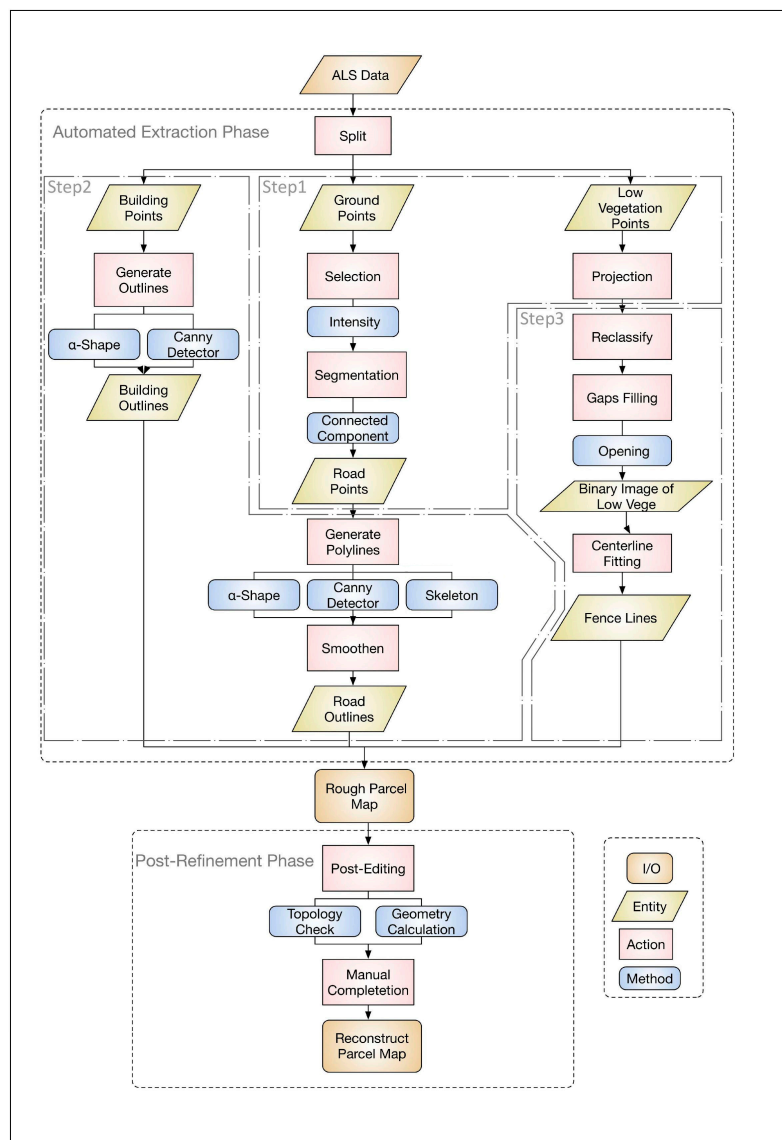 ALS Data
Automated Extraction Phase
Split
Step2
Step1
Building
Points
Ground
Points
Low
Vegetation
Points
Generate
Outlines
Selection
Projection
Intensity
Step3
α-Shape
Canny
Detector
Reclassify
Segmentation
Building
Outlines
Gaps Filling
Connected
Component
Opening
Road
Points
Binary Image of
Low Vege
Generate
Polylines
Centerline
Fitting
α-Shape
Canny
Detector
Skeleton
Fence Lines
Smoothen
Road
Outlines
Rough Parcel
Map
Post-Refinement Phase
Post-Editing
Topology
Check
Geometry
Calculation
Manual
Completetion
Reconstruct
Parcel Map
I/O
Entity
Action
Method